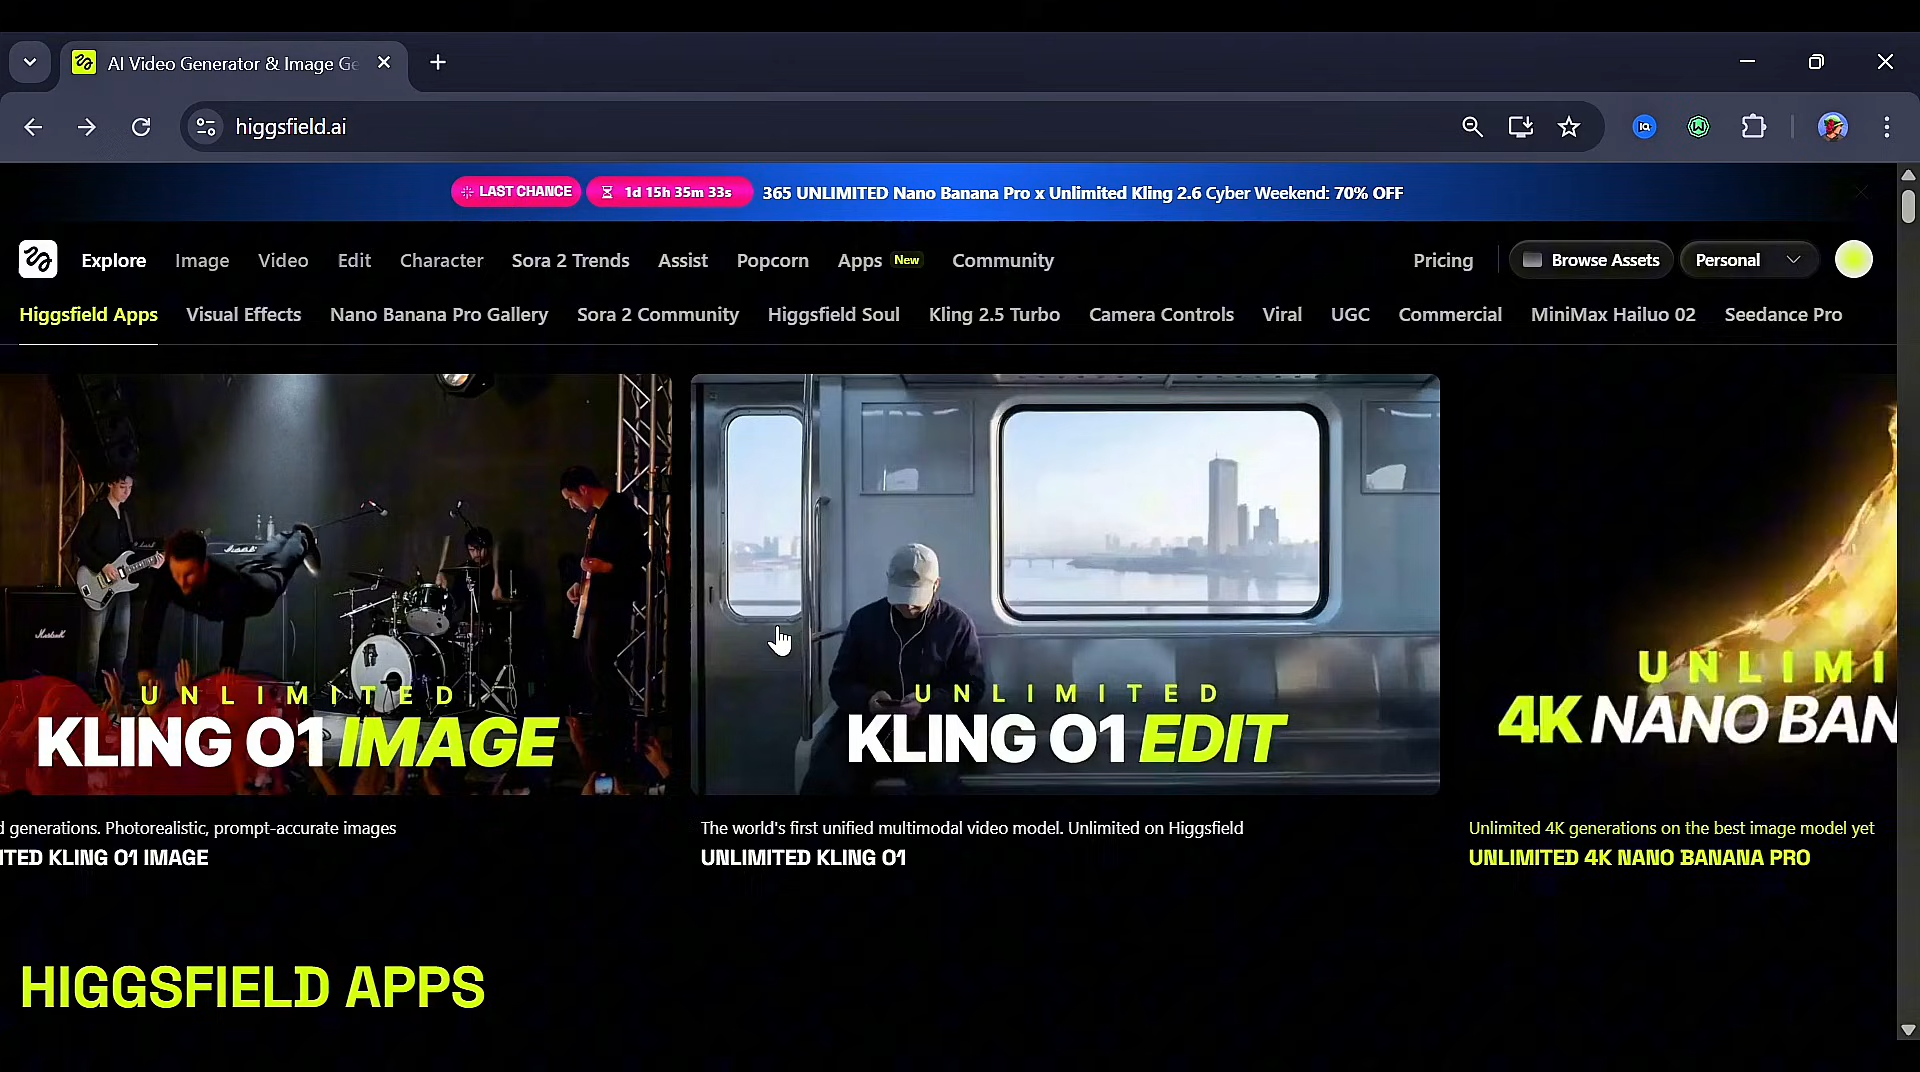 AI Video Generator & Image Ge
higgsfield.ai
LAST CHANCE 1d 15h 35m 33s 365 UNLIMITED Nano Banana Pro x Unlimited Kling 2.6 Cyber Weekend: 70% OFF
Explore Image Video Edit Character Sora 2 Trends Assist Popcorn Apps New Community Pricing Browse Assets Personal
Higgsfield Apps Visual Effects Nano Banana Pro Gallery Sora 2 Community Higgsfield Soul Kling 2.5 Turbo Camera Controls Viral UGC Commercial MiniMax Hailuo 02 Seedance Pro
Marshall
UNLIMITED
KLING O1 IMAGE
UNLIMITED
KLING O1 EDIT
UNLIMI
4K NANO BAN
d generations. Photorealistic, prompt-accurate images
ITED KLING O1 IMAGE
The world's first unified multimodal video model. Unlimited on Higgsfield
UNLIMITED KLING O1
Unlimited 4K generations on the best image model yet
UNLIMITED 4K NANO BANANA PRO
HIGGSFIELD APPS